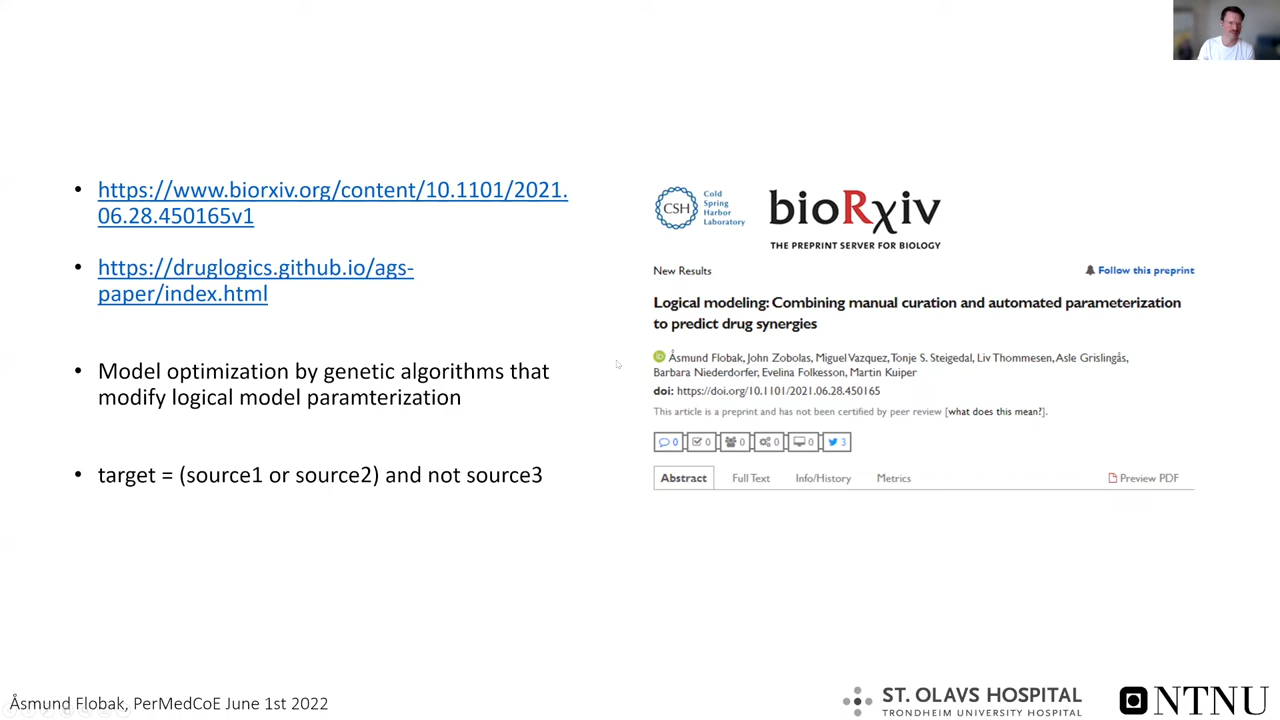 • https://www.biorxiv.org/content/10.1101/2021.
06.28.450165v1
• https://druglogics.github.io/ags-
paper/index.html
• Model optimization by genetic algorithms that
modify logical model paramterization
• target = (source1 or source2) and not source3
CSH
Cold
Spring
Harbor
Laboratory
bioRχiv
THE PREPRINT SERVER FOR BIOLOGY
New Results
Follow this preprint
Logical modeling: Combining manual curation and automated parameterization
to predict drug synergies
iD Åsmund Flobak, John Zobolas, Miguel Vazquez, Tonje S. Steigedal, Liv Thommesen, Asle Grislingås,
Barbara Niederdorfer, Evelina Folkesson, Martin Kuiper
doi: https://doi.org/10.1101/2021.06.28.450165
This article is a preprint and has not been certified by peer review [what does this mean?].
0 0 0 0 0 3
Abstract Full Text Info/History Metrics Preview PDF
Åsmund Flobak, PerMedCoE June 1st 2022
ST. OLAVS HOSPITAL
TRONDHEIM UNIVERSITY HOSPITAL
NTNU